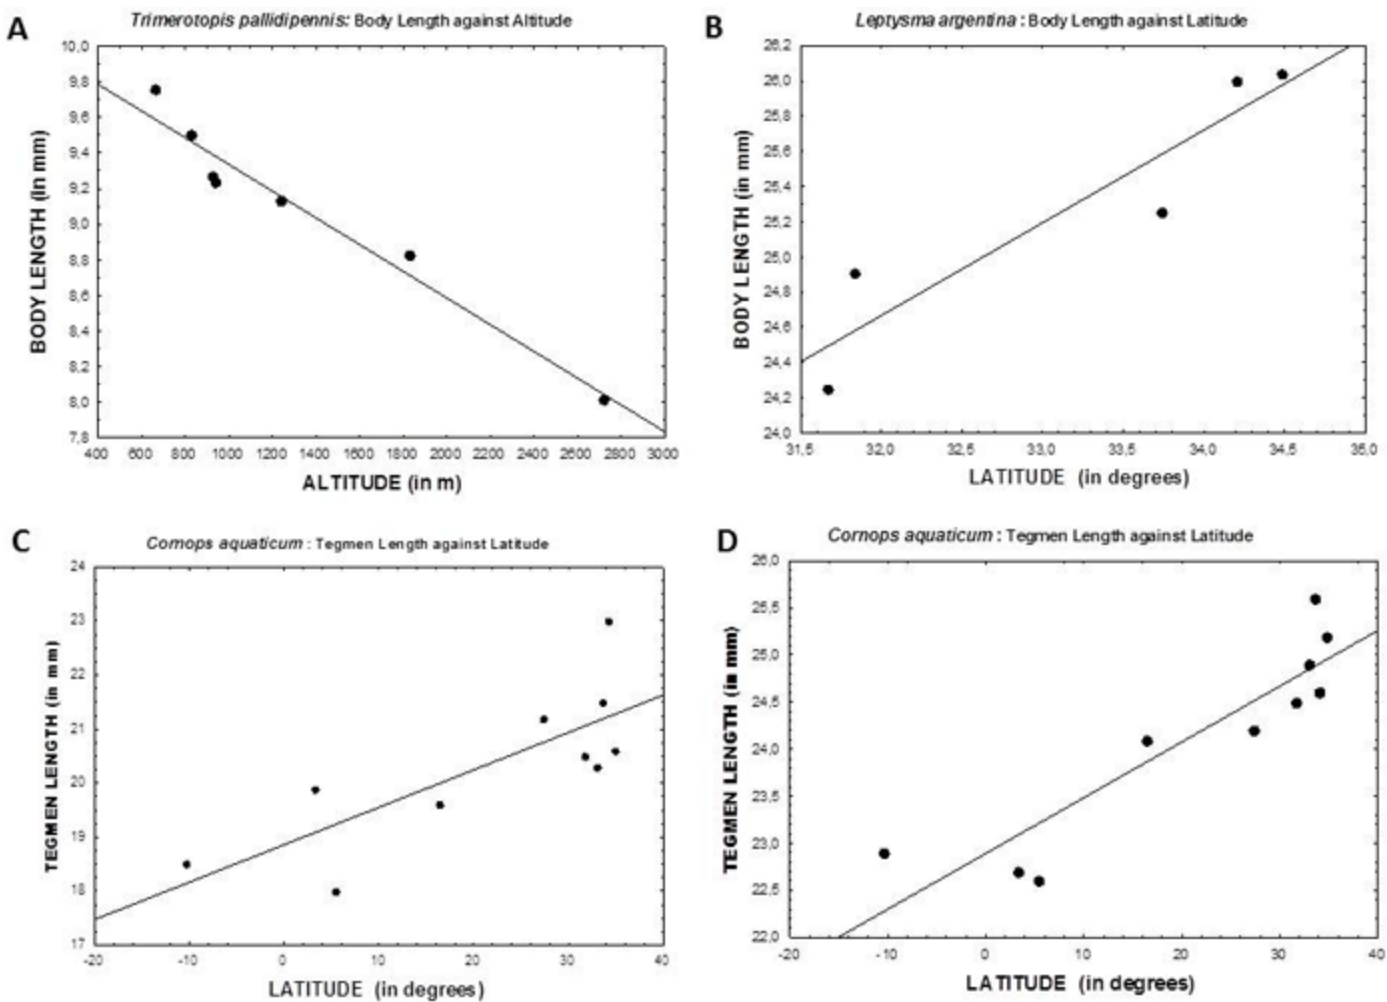 A
Trimerotopis pallidipennis: Body Length against Altitude
BODY LENGTH (in mm)
10,0
9,8
9,6
9,4
9,2
9,0
8,8
8,6
8,4
8,2
8,0
7,8
400 600 800 1000 1200 1400 1600 1800 2000 2200 2400 2600 2800 3000
ALTITUDE (in m)
B
Leptysma argentina : Body Length against Latitude
BODY LENGTH (in mm)
26,2
26,0
25,8
25,6
25,4
25,2
25,0
24,8
24,6
24,4
24,2
24,0
31,5 32,0 32,5 33,0 33,5 34,0 34,5 35,0
LATITUDE (in degrees)
C
Cornops aquaticum : Tegmen Length against Latitude
TEGMEN LENGTH (in mm)
24
23
22
21
20
19
18
17
-20 -10 0 10 20 30 40
LATITUDE (in degrees)
D
Cornops aquaticum : Tegmen Length against Latitude
TEGMEN LENGTH (in mm)
26,0
25,5
25,0
24,5
24,0
23,5
23,0
22,5
22,0
-20 -10 0 10 20 30 40
LATITUDE (in degrees)